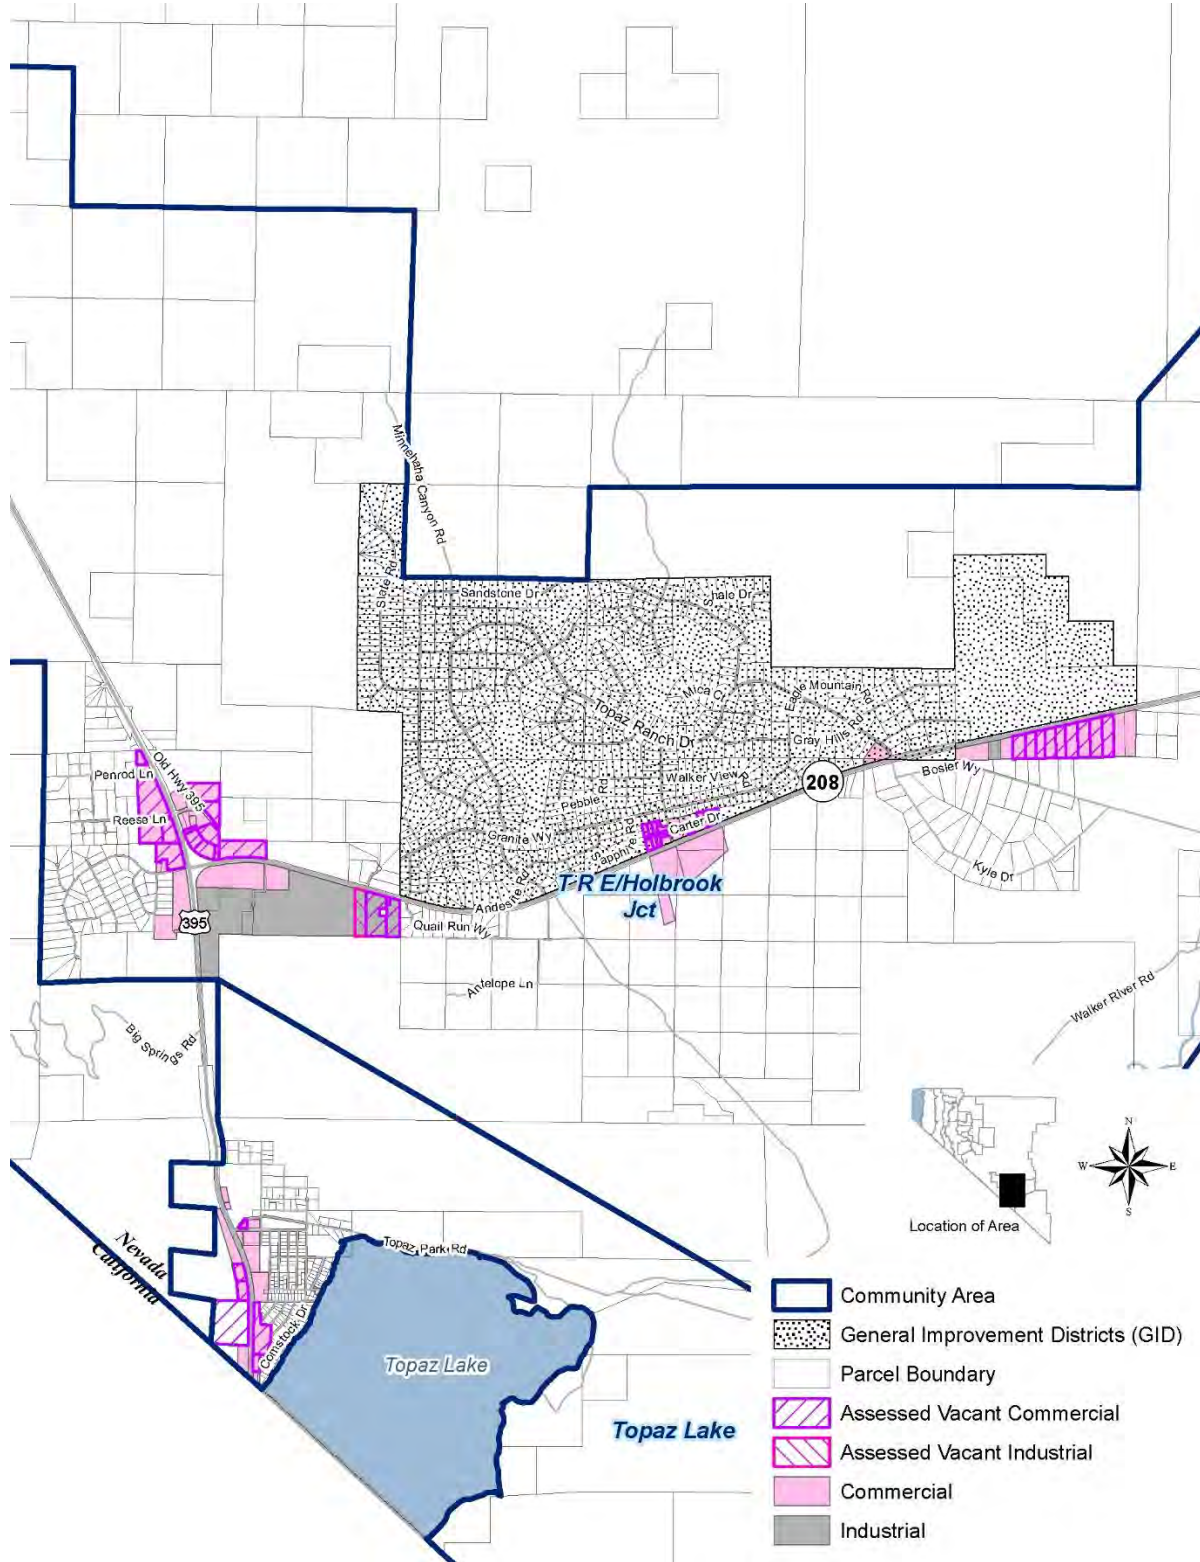 Minnehaha Canyon Rd
Slate Rd
Sandstone Dr
Shale Dr
Mica Ct
Eagle Mountain Rd
Topaz Ranch Dr
Gray Hills Rd
Old Hwy 395
Penrod Ln
Reese Ln
Walker View Rd
208
Bosler Wy
Pebble Rd
Granite Wy
Sapphire Rd
Carter Dr
Kyle Dr
T R E/Holbrook
Jct
Andesite Rd
395
Quail Run Wy
Antelope Ln
Walker River Rd
Big Springs Rd
N
W
E
S
Location of Area
Nevada
California
Topaz Park Rd
Comstock Dr
Topaz Lake
Topaz Lake
Community Area
General Improvement Districts (GID)
Parcel Boundary
Assessed Vacant Commercial
Assessed Vacant Industrial
Commercial
Industrial